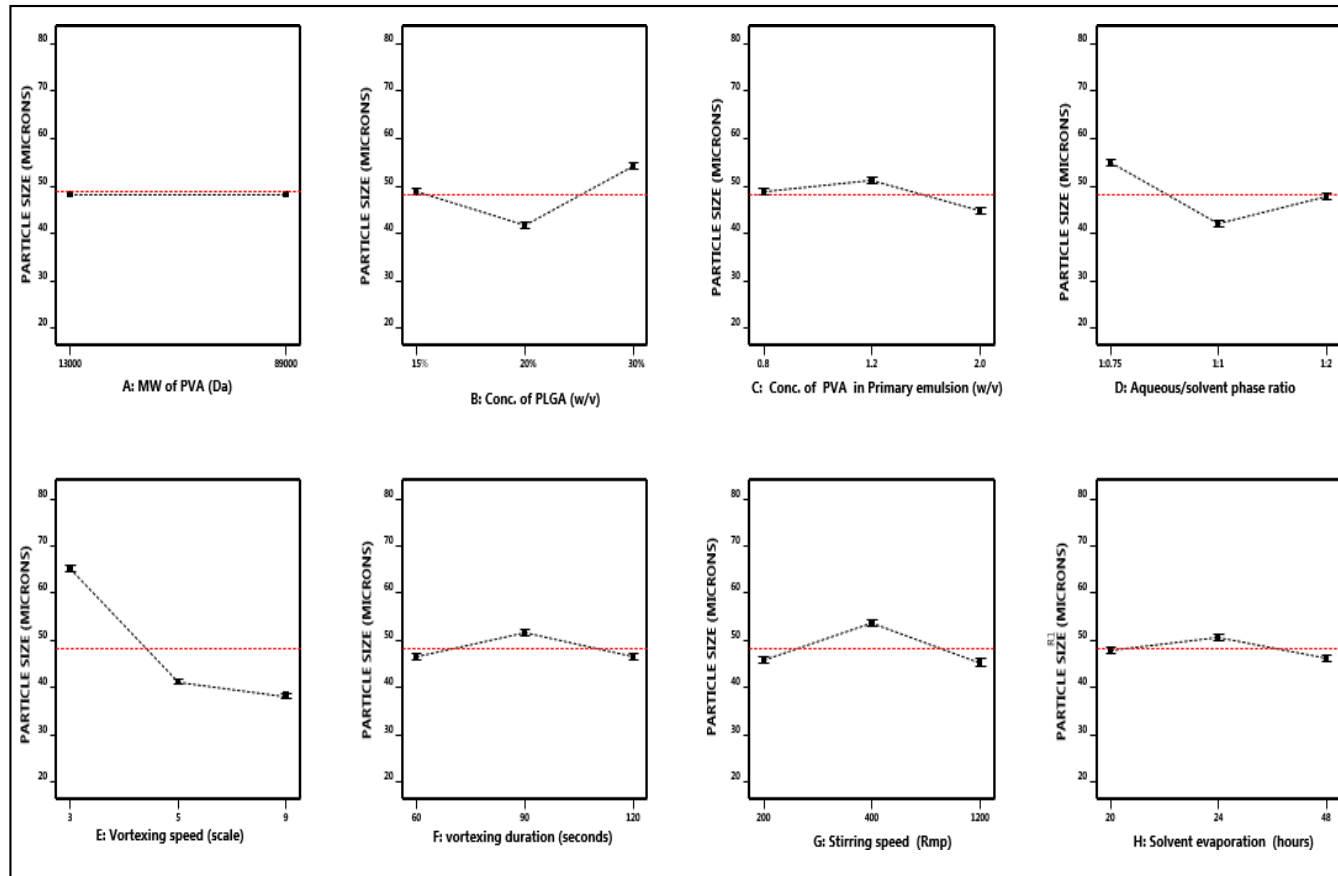 PARTICLE SIZE (MICRONS)
80
70
60
50
40
30
20
13000 89000
A: MW of PVA (Da)
PARTICLE SIZE (MICRONS)
80
70
60
50
40
30
20
15% 20% 30%
B: Conc. of PLGA (w/v)
PARTICLE SIZE (MICRONS)
80
70
60
50
40
30
20
0.8 1.2 2.0
C: Conc. of PVA in Primary emulsion (w/v)
PARTICLE SIZE (MICRONS)
80
70
60
50
40
30
20
1:0.75 1:1 1:2
D: Aqueous/solvent phase ratio
PARTICLE SIZE (MICRONS)
80
70
60
50
40
30
20
3 5 9
E: Vortexing speed (scale)
PARTICLE SIZE (MICRONS)
80
70
60
50
40
30
20
60 90 120
F: vortexing duration (seconds)
PARTICLE SIZE (MICRONS)
80
70
60
50
40
30
20
200 400 1200
G: Stirring speed (Rmp)
R1
PARTICLE SIZE (MICRONS)
80
70
60
50
40
30
20
20 24 48
H: Solvent evaporation (hours)